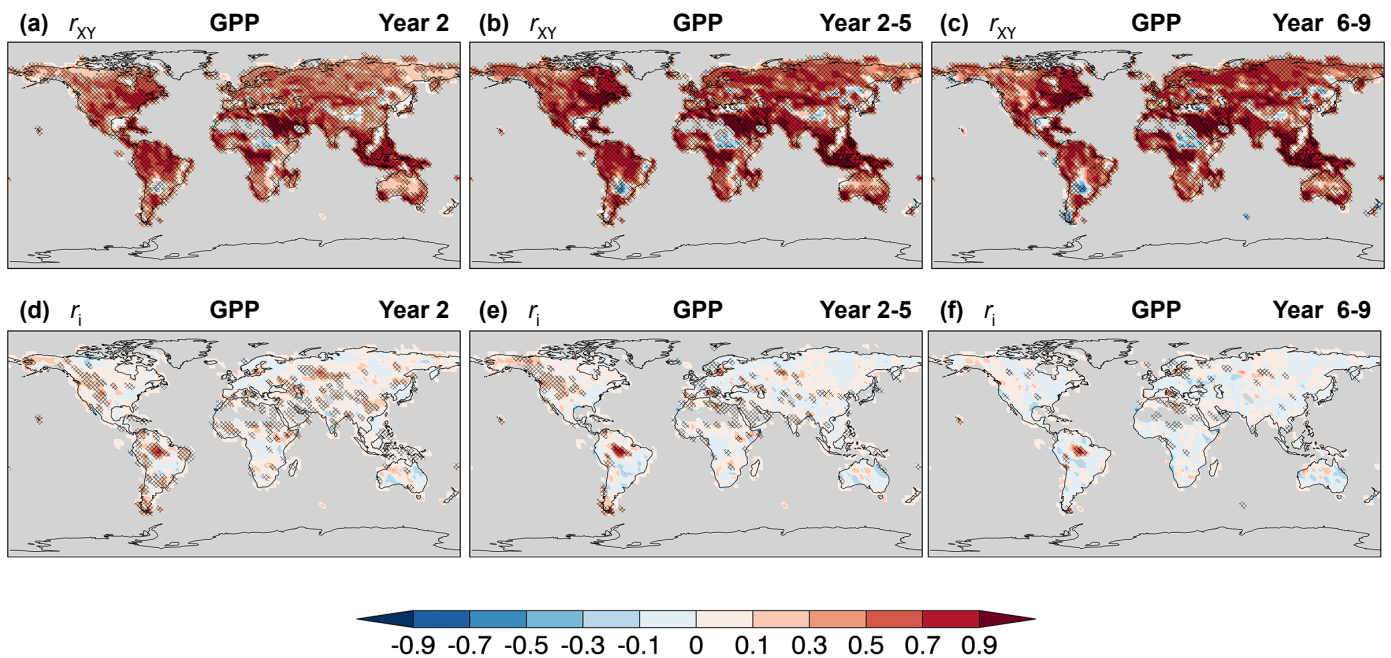 (a) rXY GPP Year 2
(b) rXY GPP Year 2-5
(c) rXY GPP Year 6-9
(d) ri GPP Year 2
(e) ri GPP Year 2-5
(f) ri GPP Year 6-9
-0.9 -0.7 -0.5 -0.3 -0.1 0 0.1 0.3 0.5 0.7 0.9